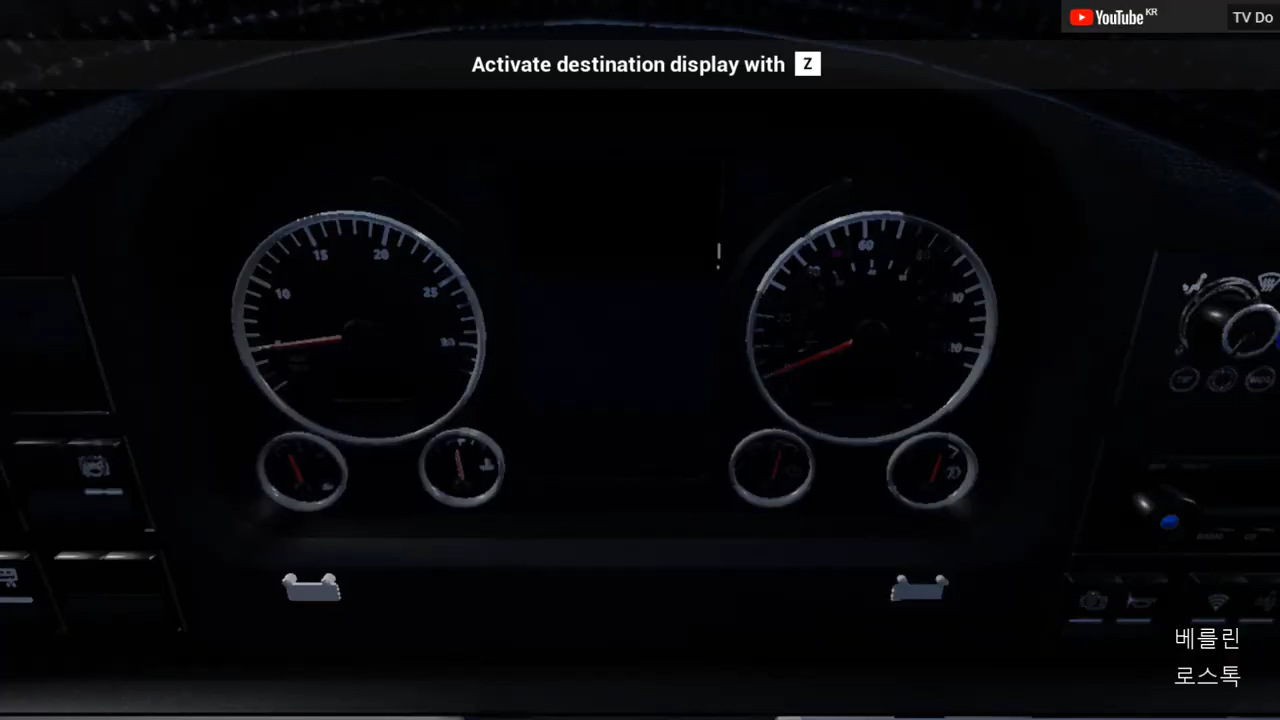 YouTube KR
TV Do
Activate destination display with Z
15 20
10 25
60
RADIO
베를린
로스톡